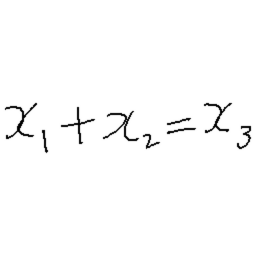 x₁ + x₂ = x₃